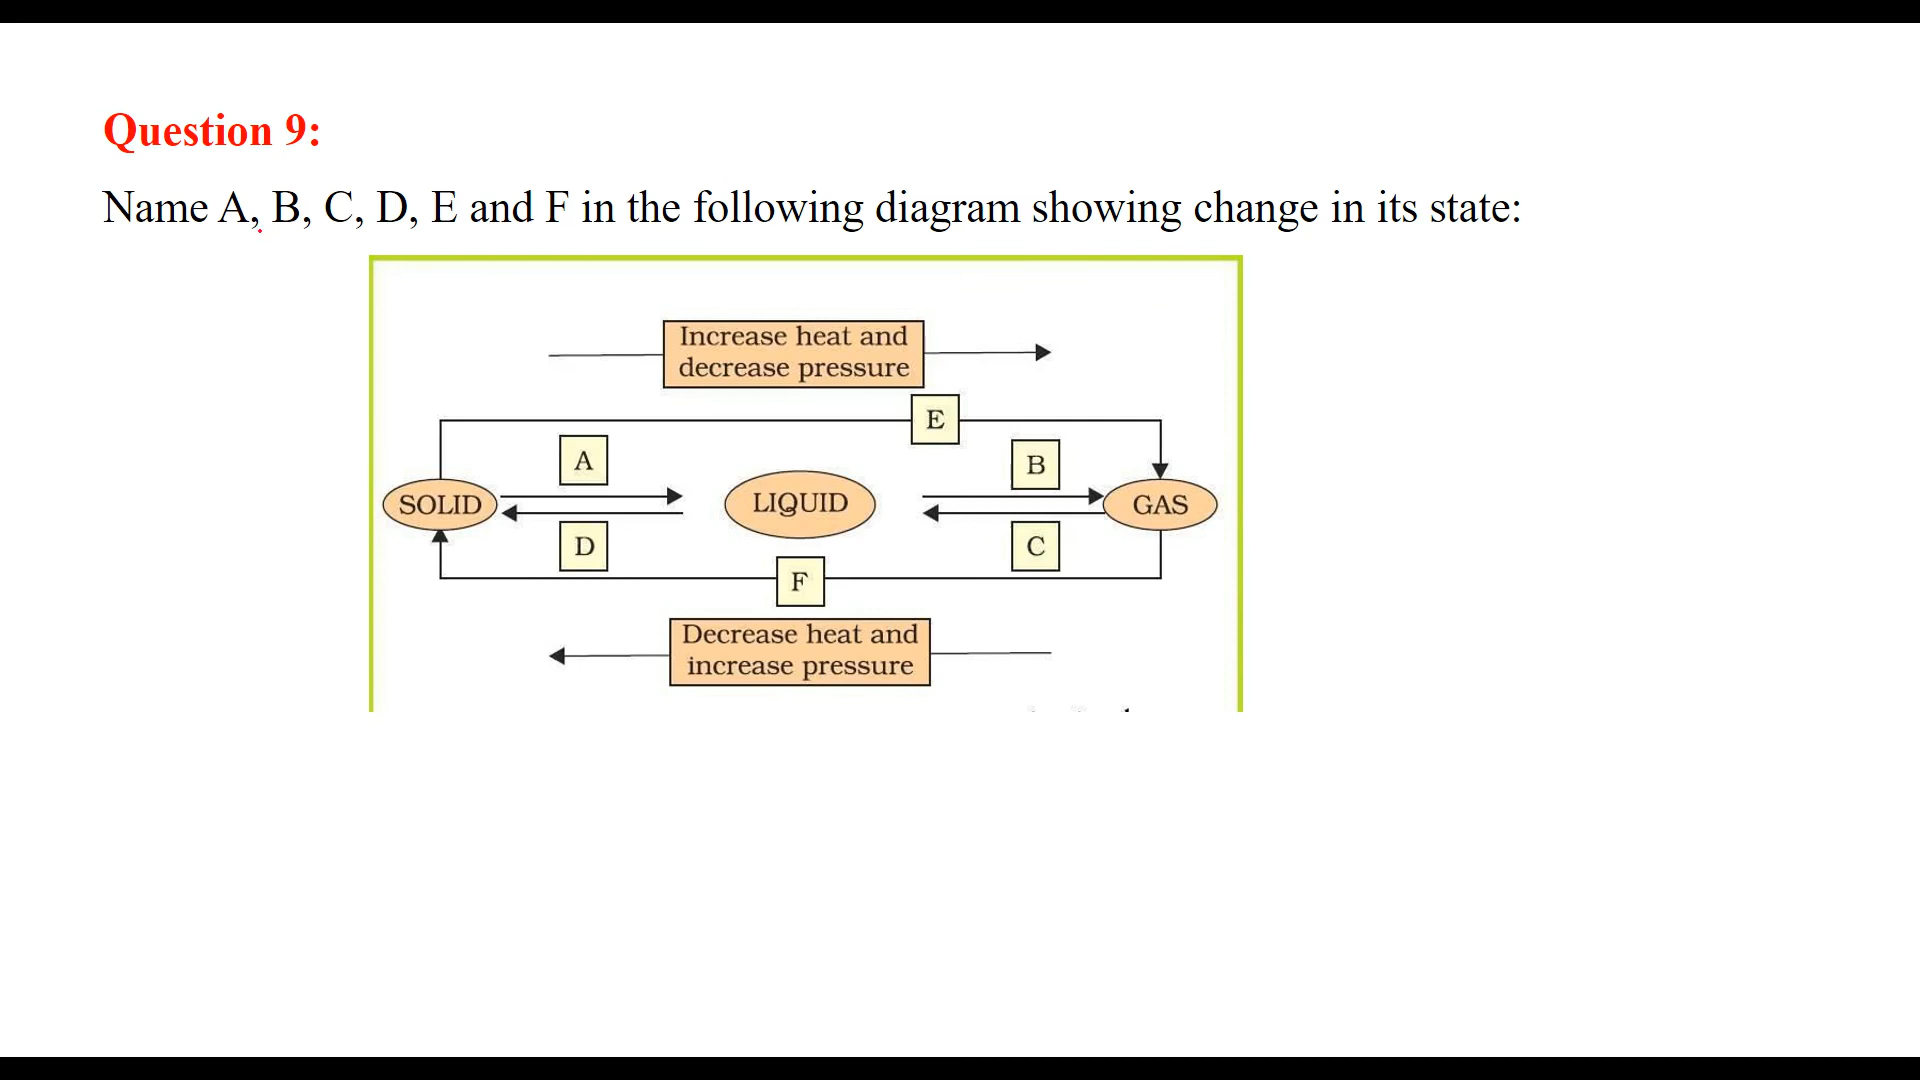 Question 9:
Name A, B, C, D, E and F in the following diagram showing change in its state:
Increase heat and
decrease pressure
E
A
B
SOLID
LIQUID
GAS
D
C
F
Decrease heat and
increase pressure